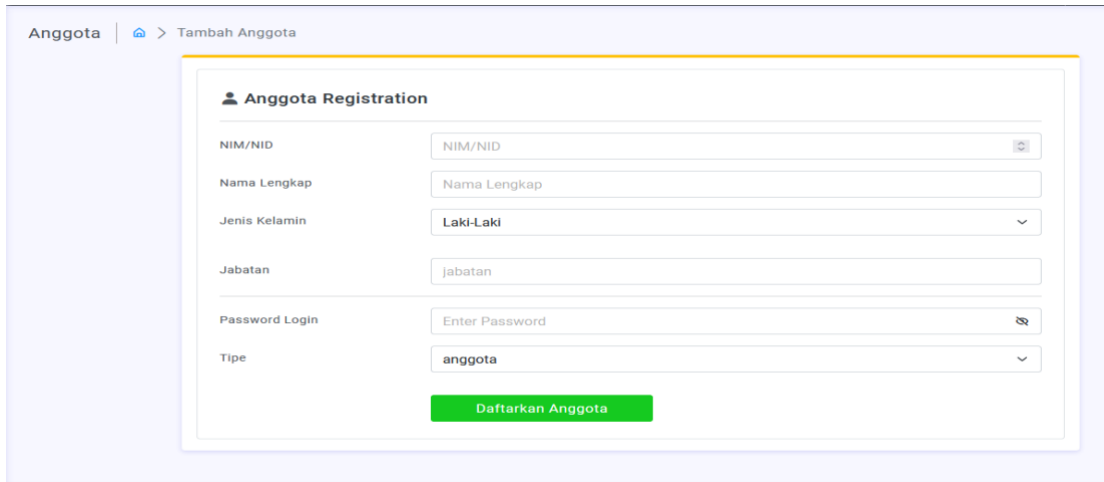 Anggota > Tambah Anggota
Anggota Registration
NIM/NID NIM/NID
Nama Lengkap Nama Lengkap
Jenis Kelamin Laki-Laki
Jabatan jabatan
Password Login Enter Password
Tipe anggota
Daftarkan Anggota